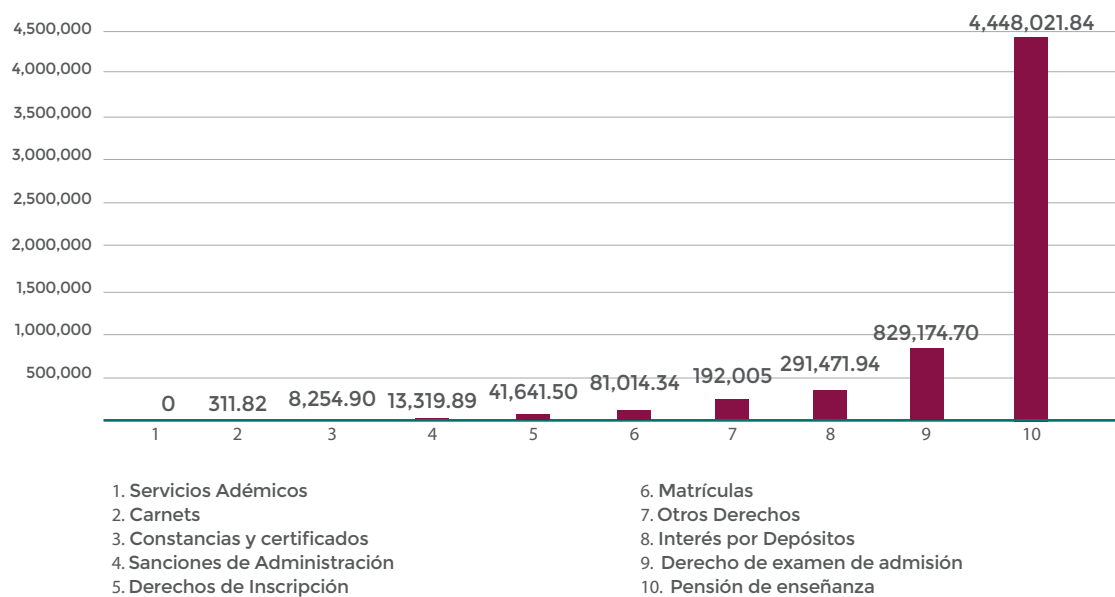 4,500,000
4,000,000
3,500,000
3,000,000
2,500,000
2,000,000
1,500,000
1,000,000
500,000
0
311.82
8,254.90
13,319.89
41,641.50
81,014.34
192,005
291,471.94
829,174.70
4,448,021.84
1 2 3 4 5 6 7 8 9 10
1. Servicios Adémicos
2. Carnets
3. Constancias y certificados
4. Sanciones de Administración
5. Derechos de Inscripción
6. Matrículas
7. Otros Derechos
8. Interés por Depósitos
9. Derecho de examen de admisión
10. Pensión de enseñanza